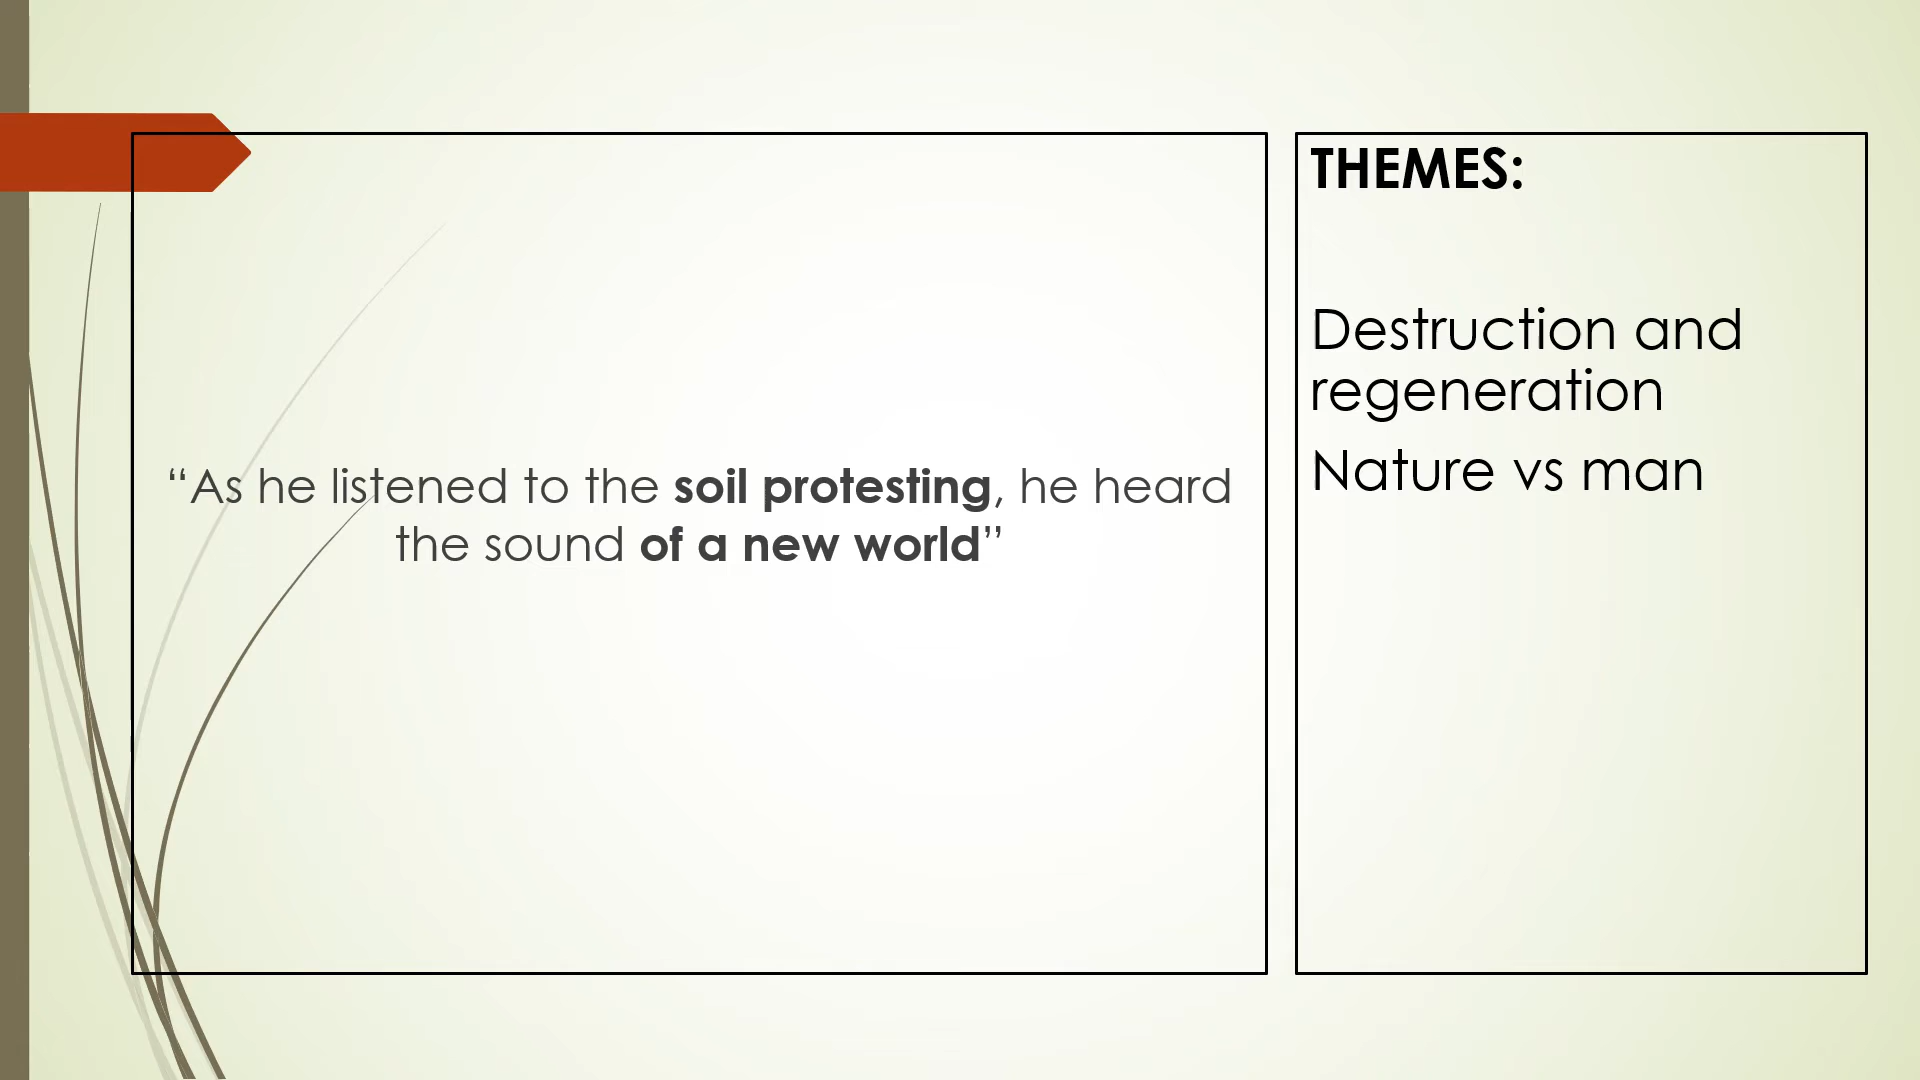 “As he listened to the soil protesting, he heard
the sound of a new world”
THEMES:
Destruction and
regeneration
Nature vs man